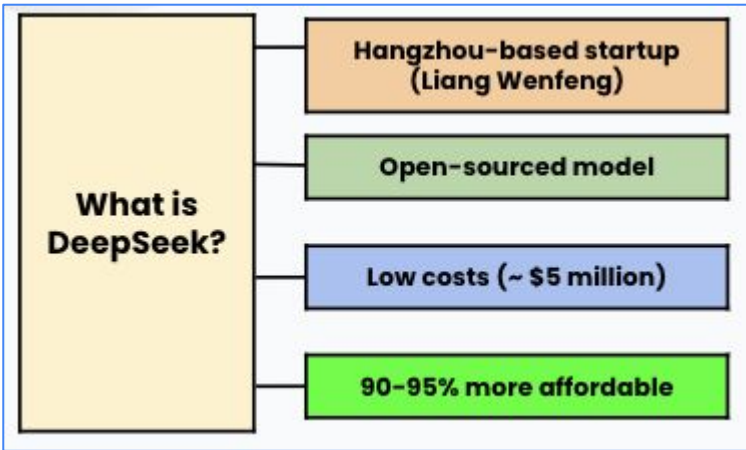 What is
DeepSeek?
Hangzhou-based startup
(Liang Wenfeng)
Open-sourced model
Low costs (~ $5 million)
90-95% more affordable